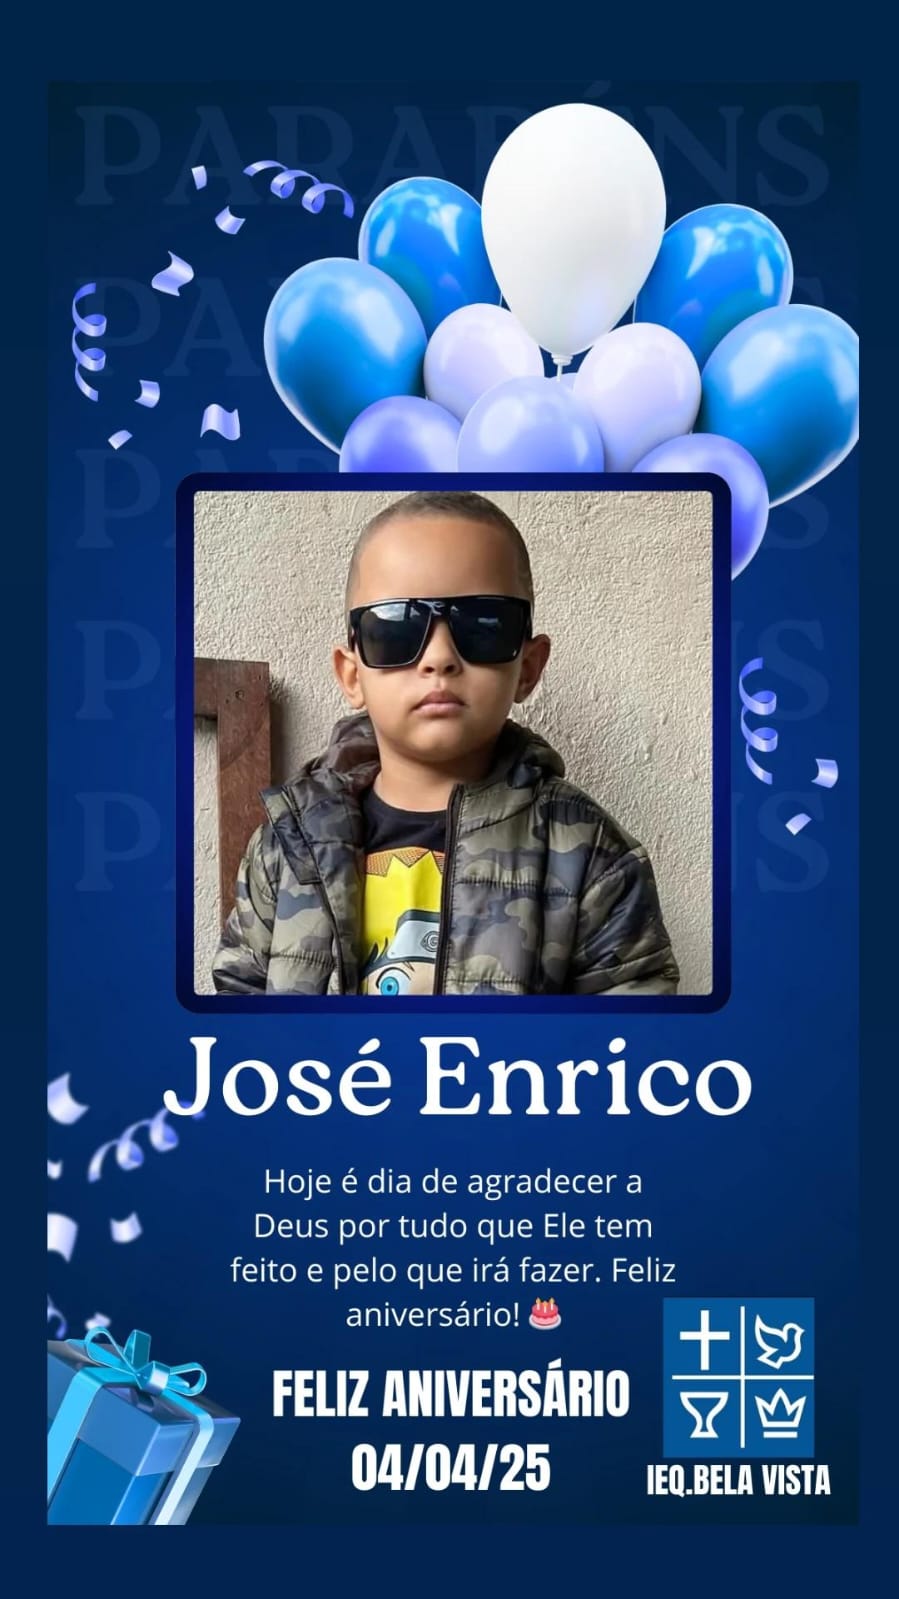 PARABÉNS
José Enrico
Hoje é dia de agradecer a
Deus por tudo que Ele tem
feito e pelo que irá fazer. Feliz
aniversário! 🎂
FELIZ ANIVERSÁRIO
04/04/25
IEQ.BELA VISTA